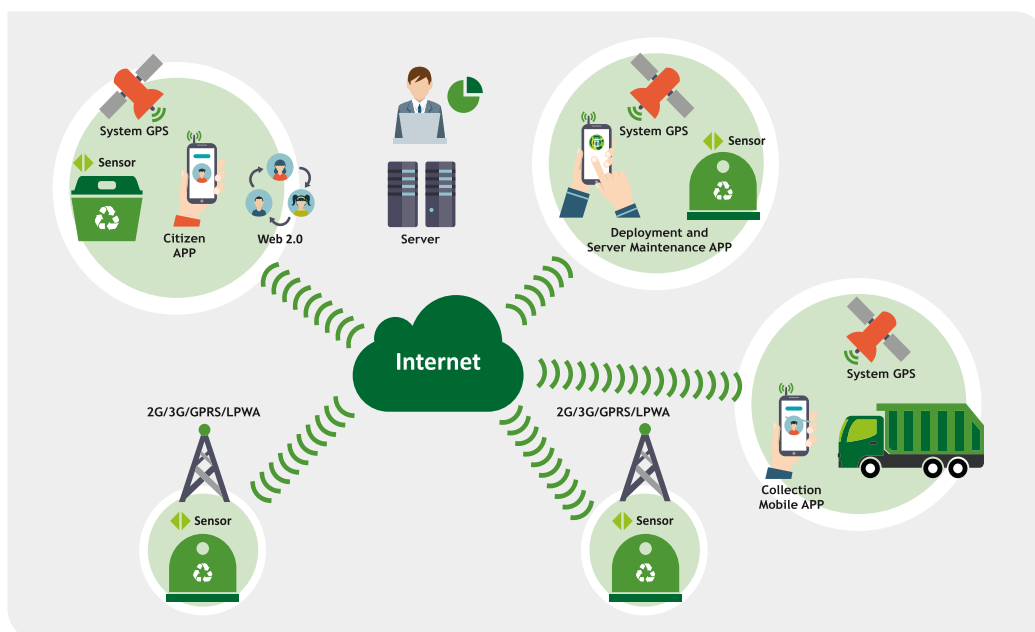 System GPS
Sensor
Citizen
APP
Web 2.0
Server
System GPS
Sensor
Deployment and
Server Maintenance APP
Internet
System GPS
Collection
Mobile APP
2G/3G/GPRS/LPWA
Sensor
2G/3G/GPRS/LPWA
Sensor